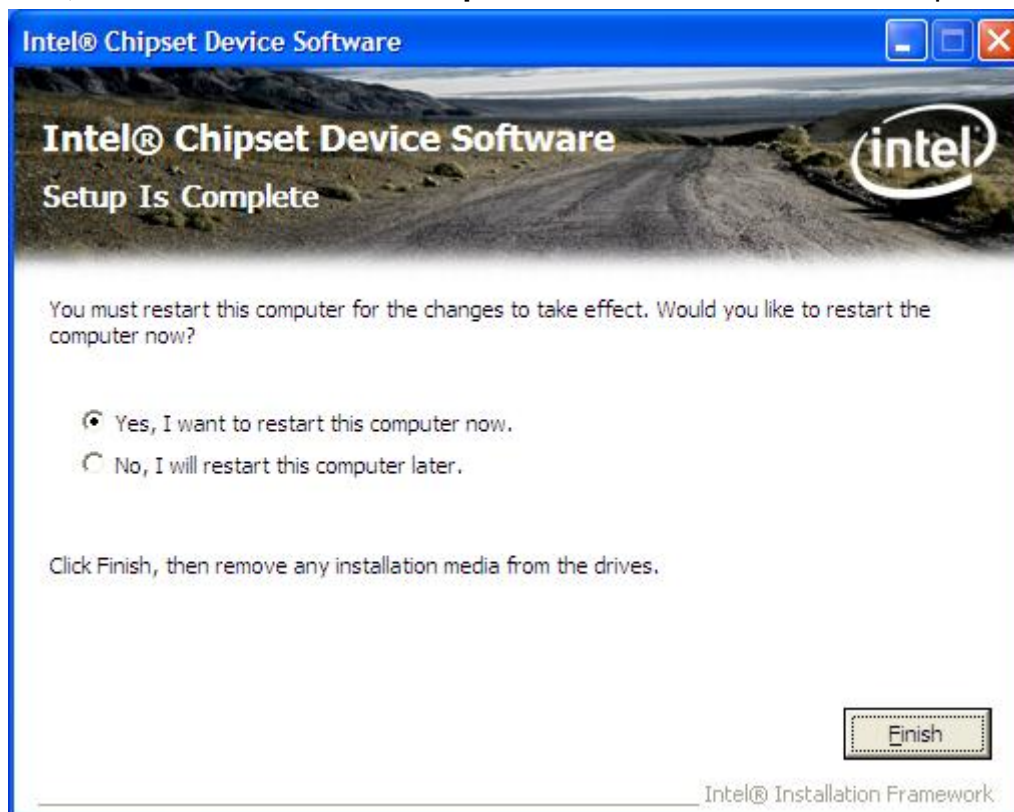 Intel® Chipset Device Software
Intel® Chipset Device Software
intel
Setup Is Complete
You must restart this computer for the changes to take effect. Would you like to restart the
computer now?
Yes, I want to restart this computer now.
No, I will restart this computer later.
Click Finish, then remove any installation media from the drives.
Finish
Intel® Installation Framework